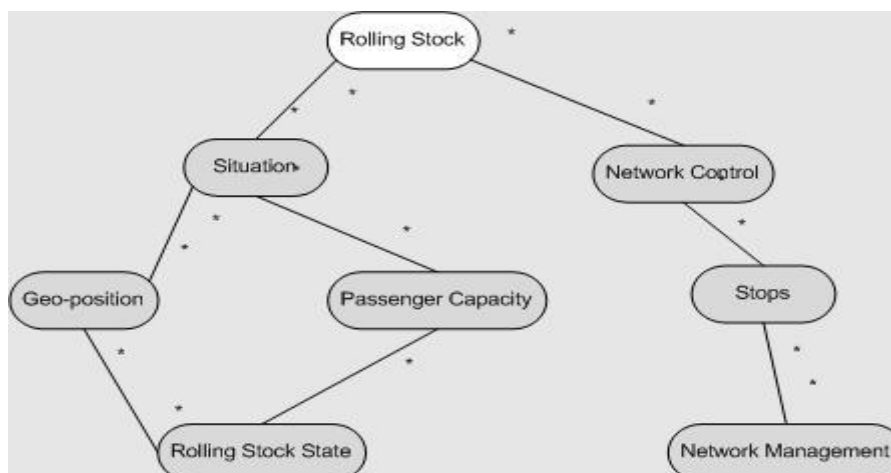 Rolling Stock
*
*
*
*
Situation
*
Network Control
*
*
*
*
*
Geo-position
Passenger Capacity
Stops
*
*
*
*
*
*
Rolling Stock State
Network Management